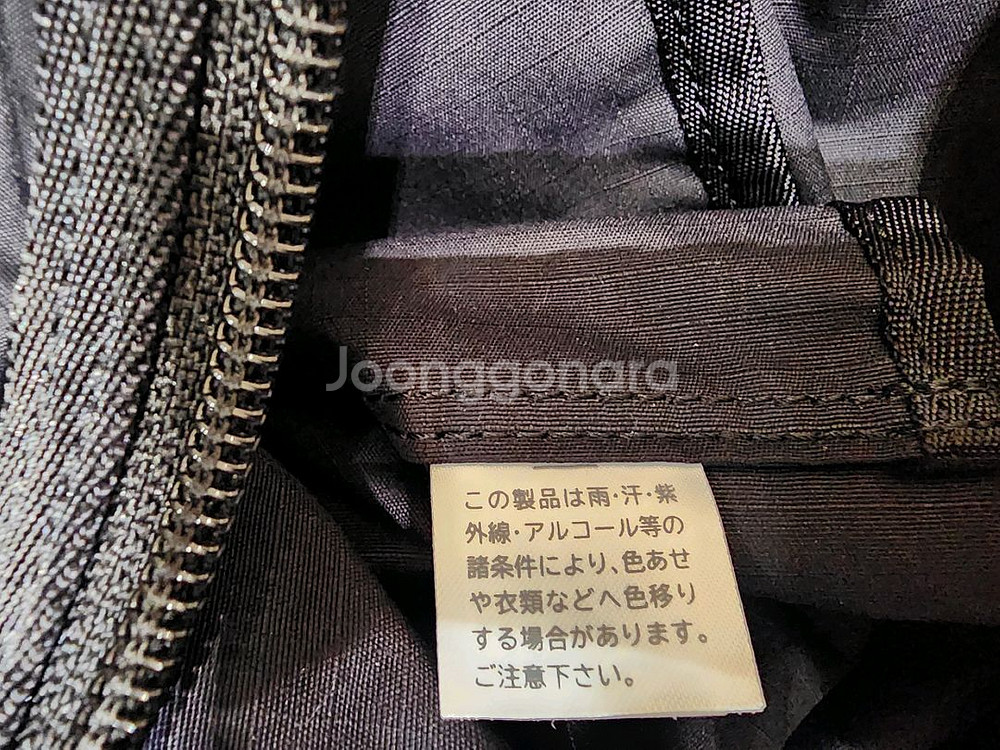 Joonggonara
この製品は雨・汗・紫
外線・アルコール等の
諸条件により、色あせ
や衣類などへ色移り
する場合があります。
ご注意下さい。